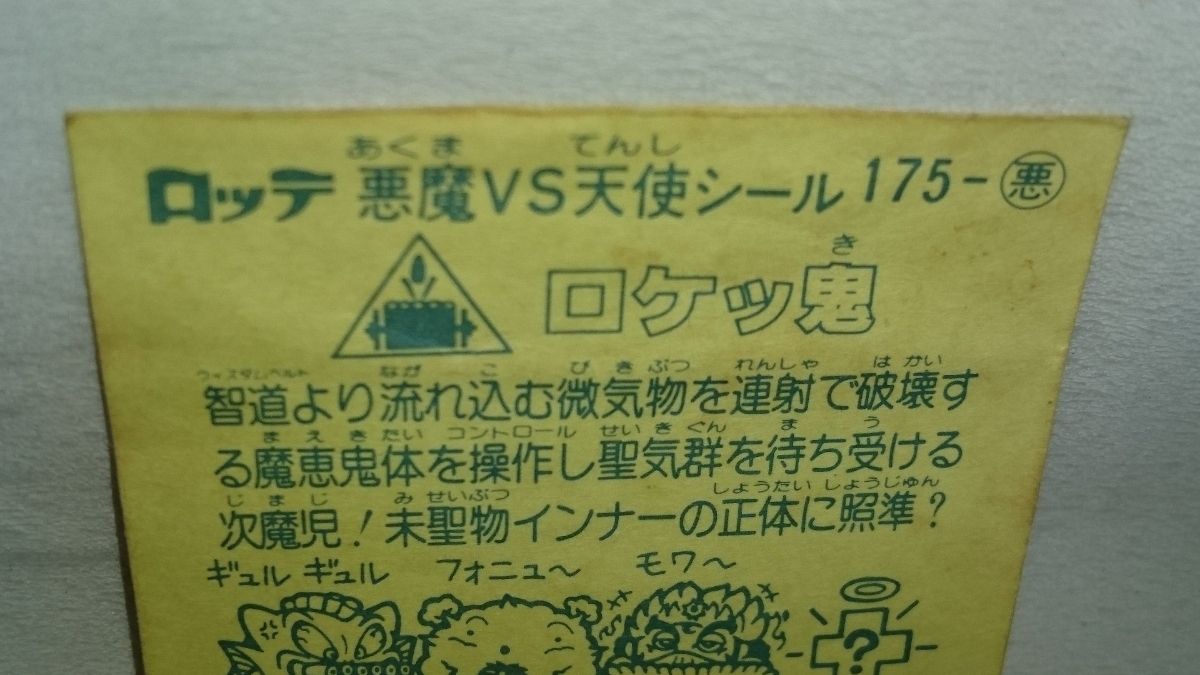 あくま てんし
ロッテ 悪魔VS天使シール 175-悪
き
ロケッ鬼
ウィズダムベルト なが こ び き ぶつ れんしゃ は かい
智道より流れ込む微気物を連射で破壊す
ま え き たい コントロール せい き ぐん ま う
る魔恵鬼体を操作し聖気群を待ち受ける
じ ま じ み せいぶつ しょうたい しょうじゅん
次魔児!未聖物インナーの正体に照準?
ギュル ギュル フォニュ〜 モワ〜
?